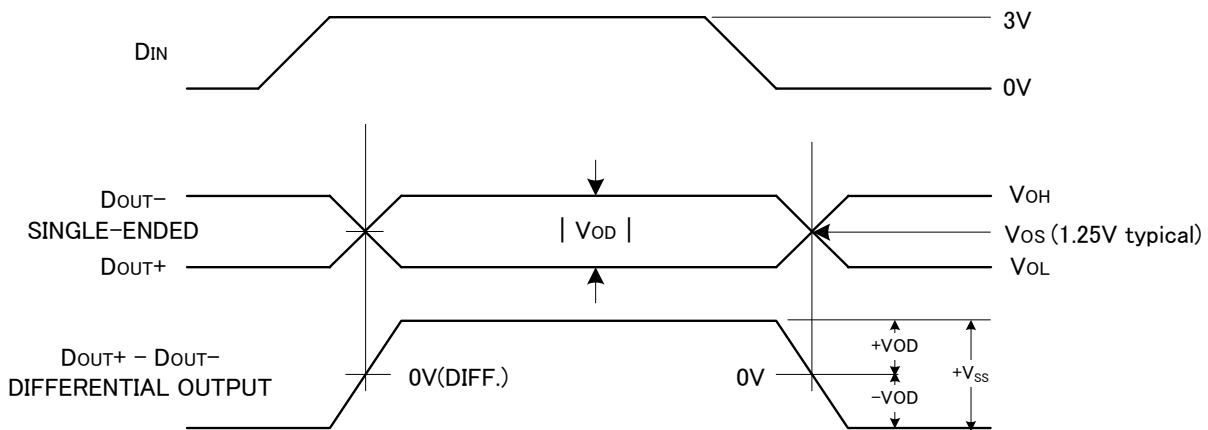 DIN
3V
0V
DOUT-
SINGLE-ENDED
DOUT+
| VOD |
VOH
VOS (1.25V typical)
VOL
DOUT+ - DOUT-
DIFFERENTIAL OUTPUT
0V(DIFF.)
0V
+VOD
-VOD
+VSS